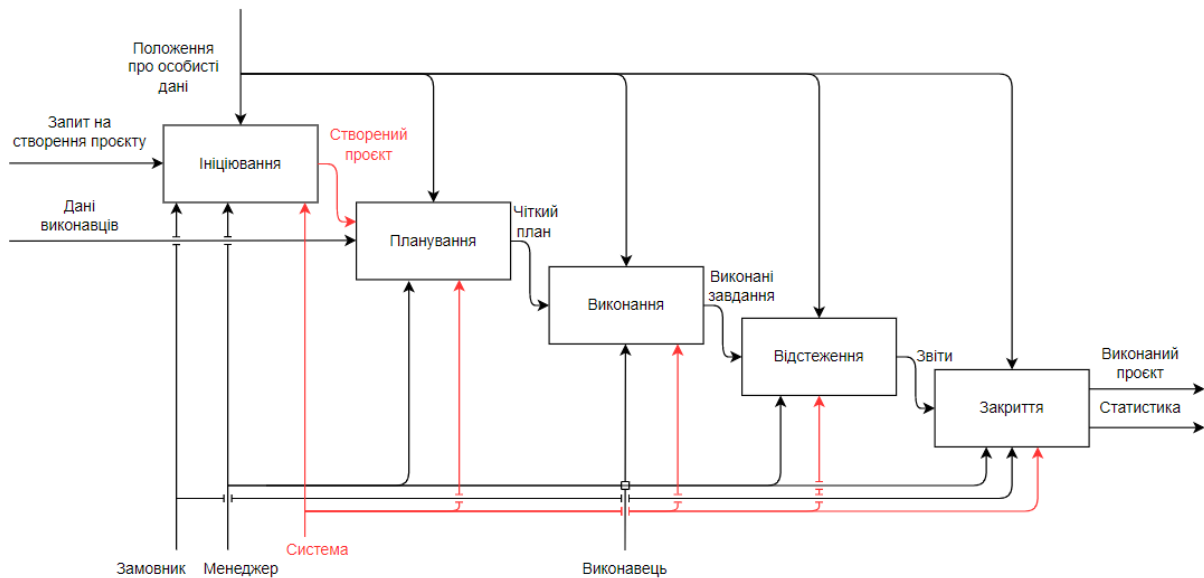 Положення
про особисті
дані
Запит на
створення проєкту
Ініціювання
Створений
проєкт
Дані
виконавців
Планування
Чіткий
план
Виконання
Виконані
завдання
Відстеження
Звіти
Закриття
Виконаний
проєкт
Статистика
Замовник
Менеджер
Система
Виконавець